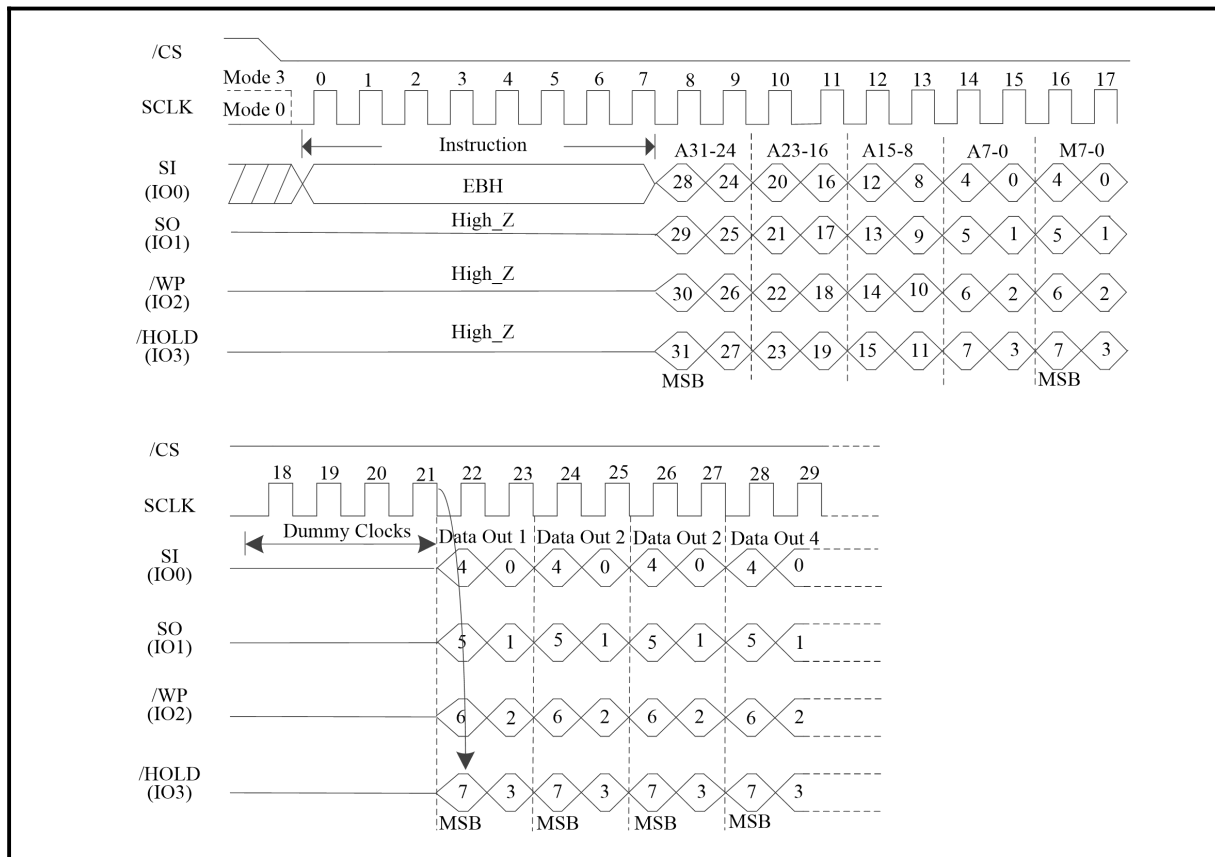 /CS
Mode 3 0 1 2 3 4 5 6 7 8 9 10 11 12 13 14 15 16 17
SCLK Mode 0
Instruction A31-24 A23-16 A15-8 A7-0 M7-0
SI
(IO0) EBH 28 24 20 16 12 8 4 0 4 0
High_Z
SO
(IO1) 29 25 21 17 13 9 5 1 5 1
High_Z
/WP
(IO2) 30 26 22 18 14 10 6 2 6 2
High_Z
/HOLD
(IO3) 31 27 23 19 15 11 7 3 7 3
MSB MSB
/CS
18 19 20 21 22 23 24 25 26 27 28 29
SCLK
Dummy Clocks Data Out 1 Data Out 2 Data Out 2 Data Out 4
SI
(IO0) 4 0 4 0 4 0 4 0
SO
(IO1) 5 1 5 1 5 1 5 1
/WP
(IO2) 6 2 6 2 6 2 6 2
/HOLD
(IO3) 7 3 7 3 7 3 7 3
MSB MSB MSB MSB